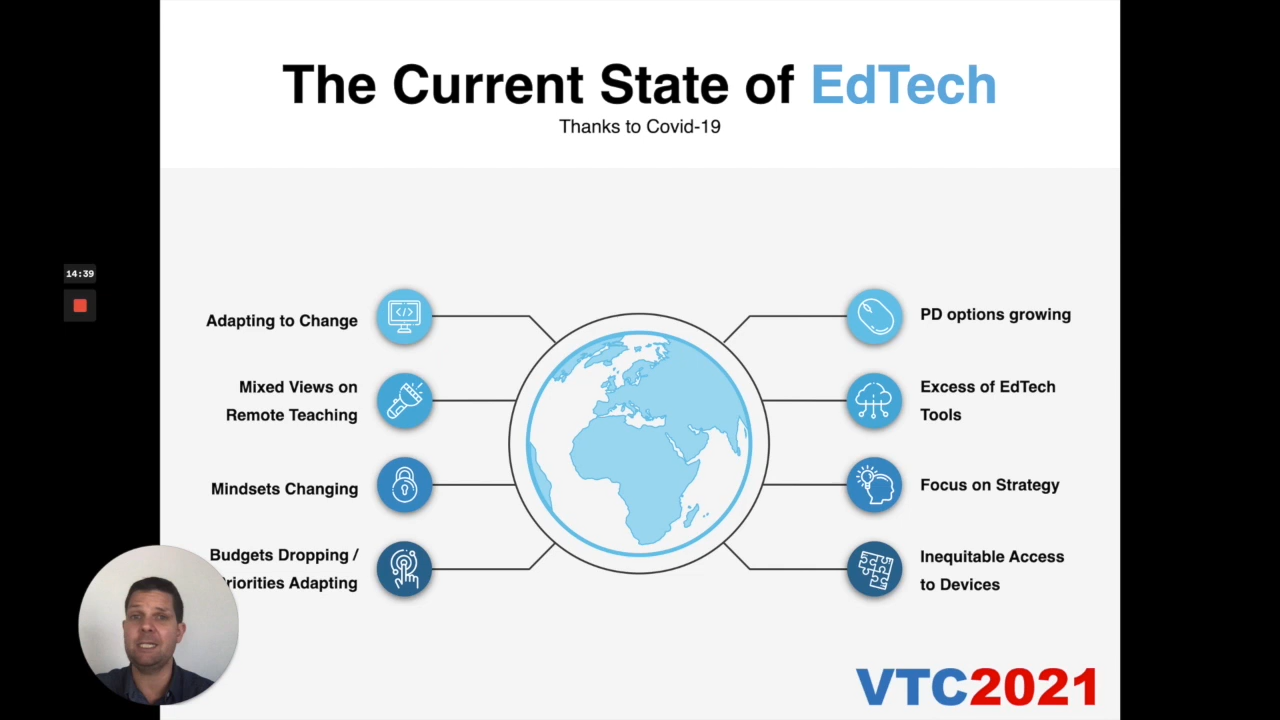 The Current State of EdTech
Thanks to Covid-19
14:39
Adapting to Change
Mixed Views on
Remote Teaching
Mindsets Changing
Budgets Dropping /
Adapting
PD options growing
Excess of EdTech
Tools
Focus on Strategy
Inequitable Access
to Devices
VTC2021